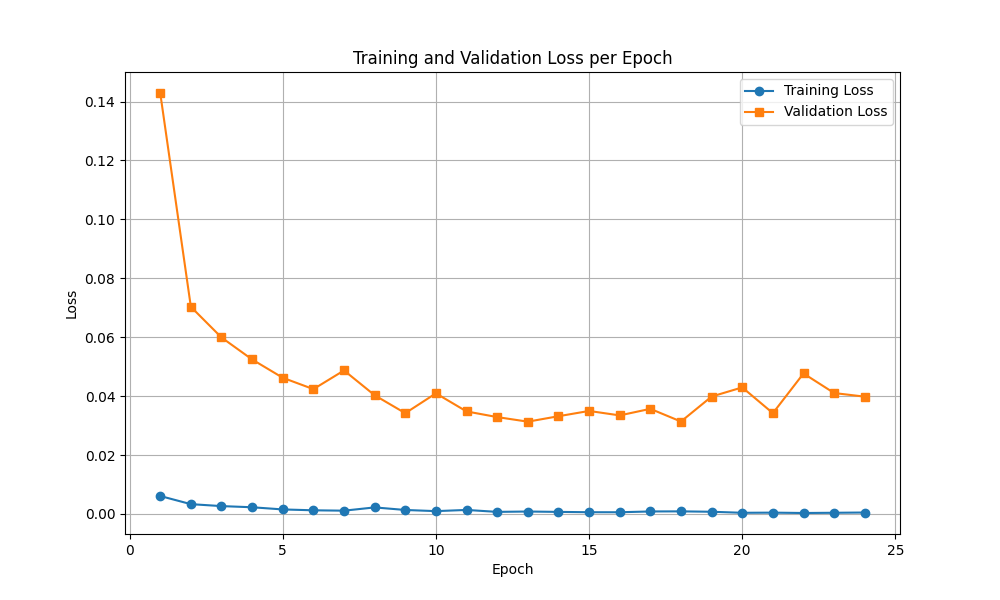 Training and Validation Loss per Epoch
Training Loss
Validation Loss
0.14
0.12
0.10
0.08
0.06
0.04
0.02
0.00
Loss
0 5 10 15 20 25
Epoch